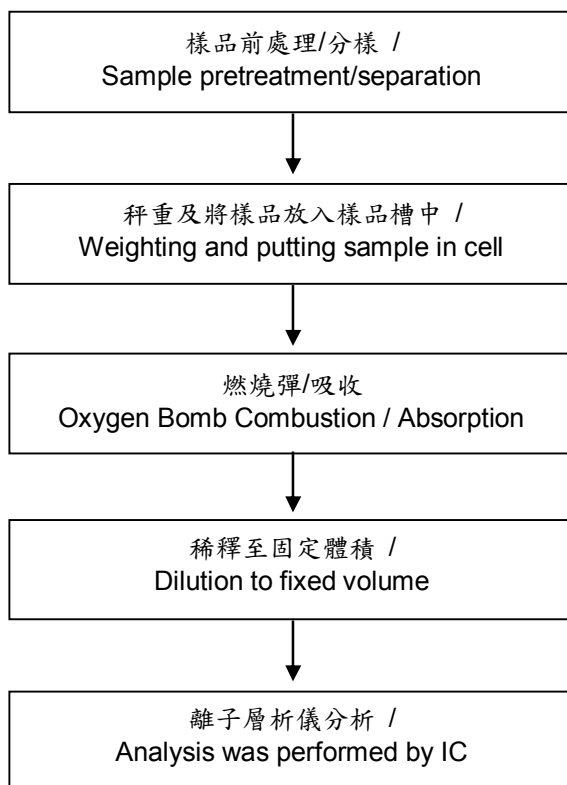 樣品前處理/分樣 /
Sample pretreatment/separation
秤重及將樣品放入樣品槽中 /
Weighting and putting sample in cell
燃燒彈/吸收
Oxygen Bomb Combustion / Absorption
稀釋至固定體積 /
Dilution to fixed volume
離子層析儀分析 /
Analysis was performed by IC